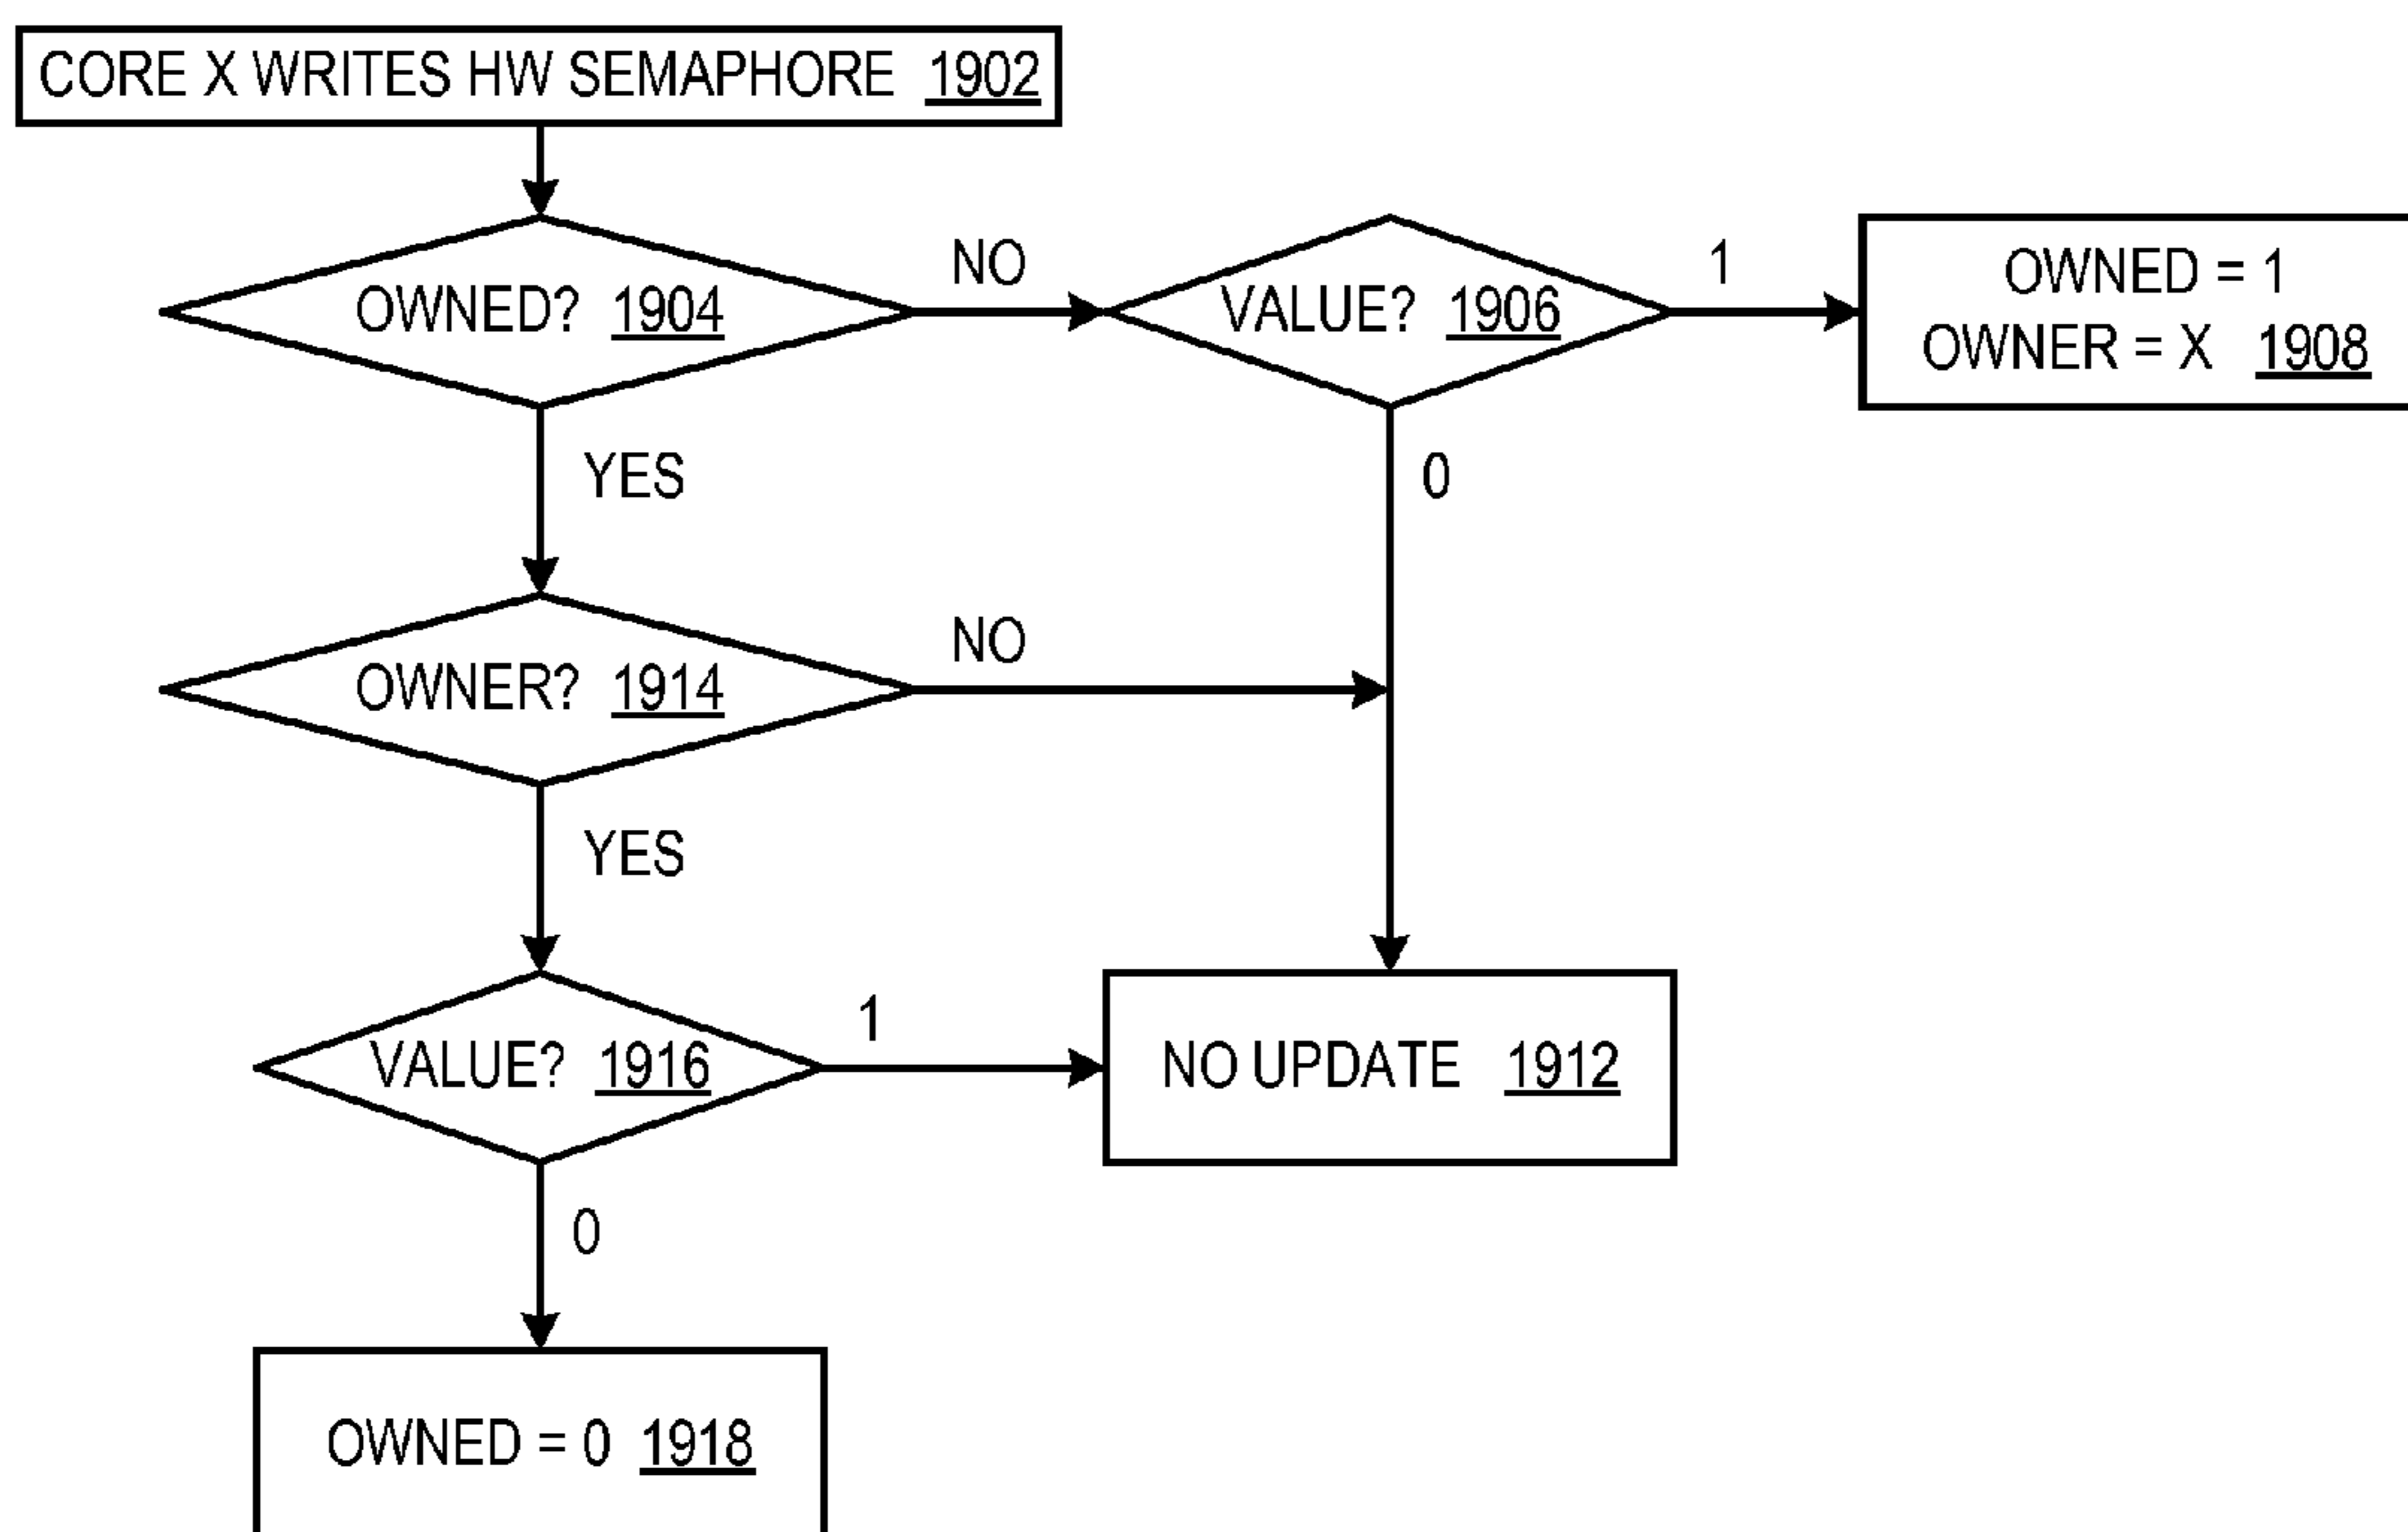 CORE X WRITES HW SEMAPHORE 1902
OWNED? 1904
NO
VALUE? 1906
1
OWNED = 1
OWNER = X 1908
YES
0
OWNER? 1914
NO
YES
VALUE? 1916
1
NO UPDATE 1912
0
OWNED = 0 1918